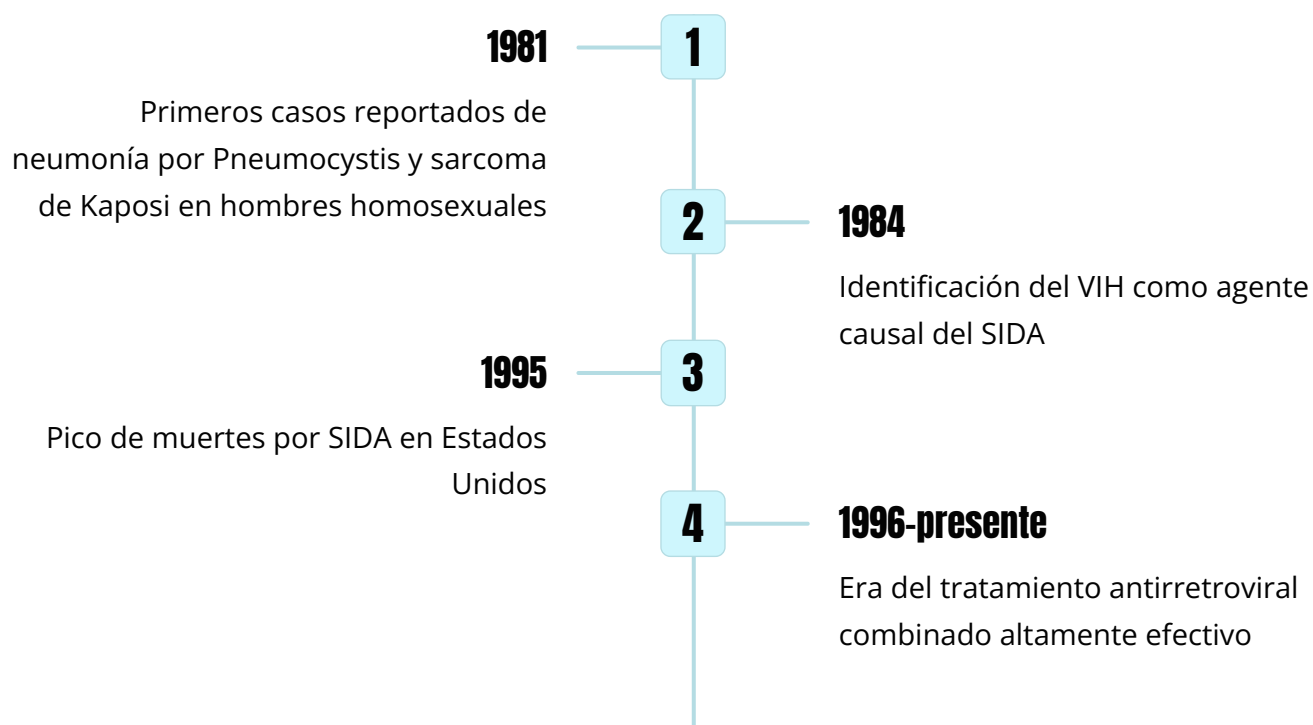 1981
1
Primeros casos reportados de
neumonía por Pneumocystis y sarcoma
de Kaposi en hombres homosexuales
2
1984
Identificación del VIH como agente
causal del SIDA
1995
3
Pico de muertes por SIDA en Estados
Unidos
4
1996-presente
Era del tratamiento antirretroviral
combinado altamente efectivo